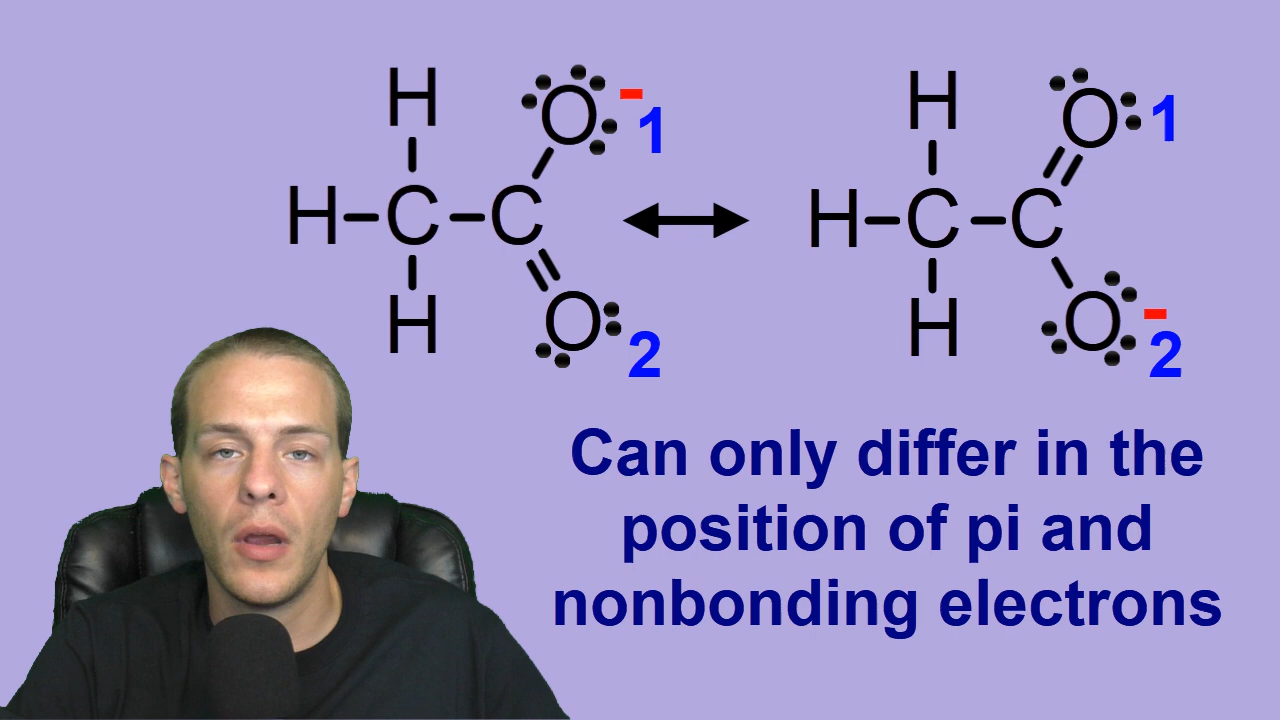 H H
O - 1 O 1
H C C H C C
H O 2 H O - 2
Can only differ in the
position of pi and
nonbonding electrons